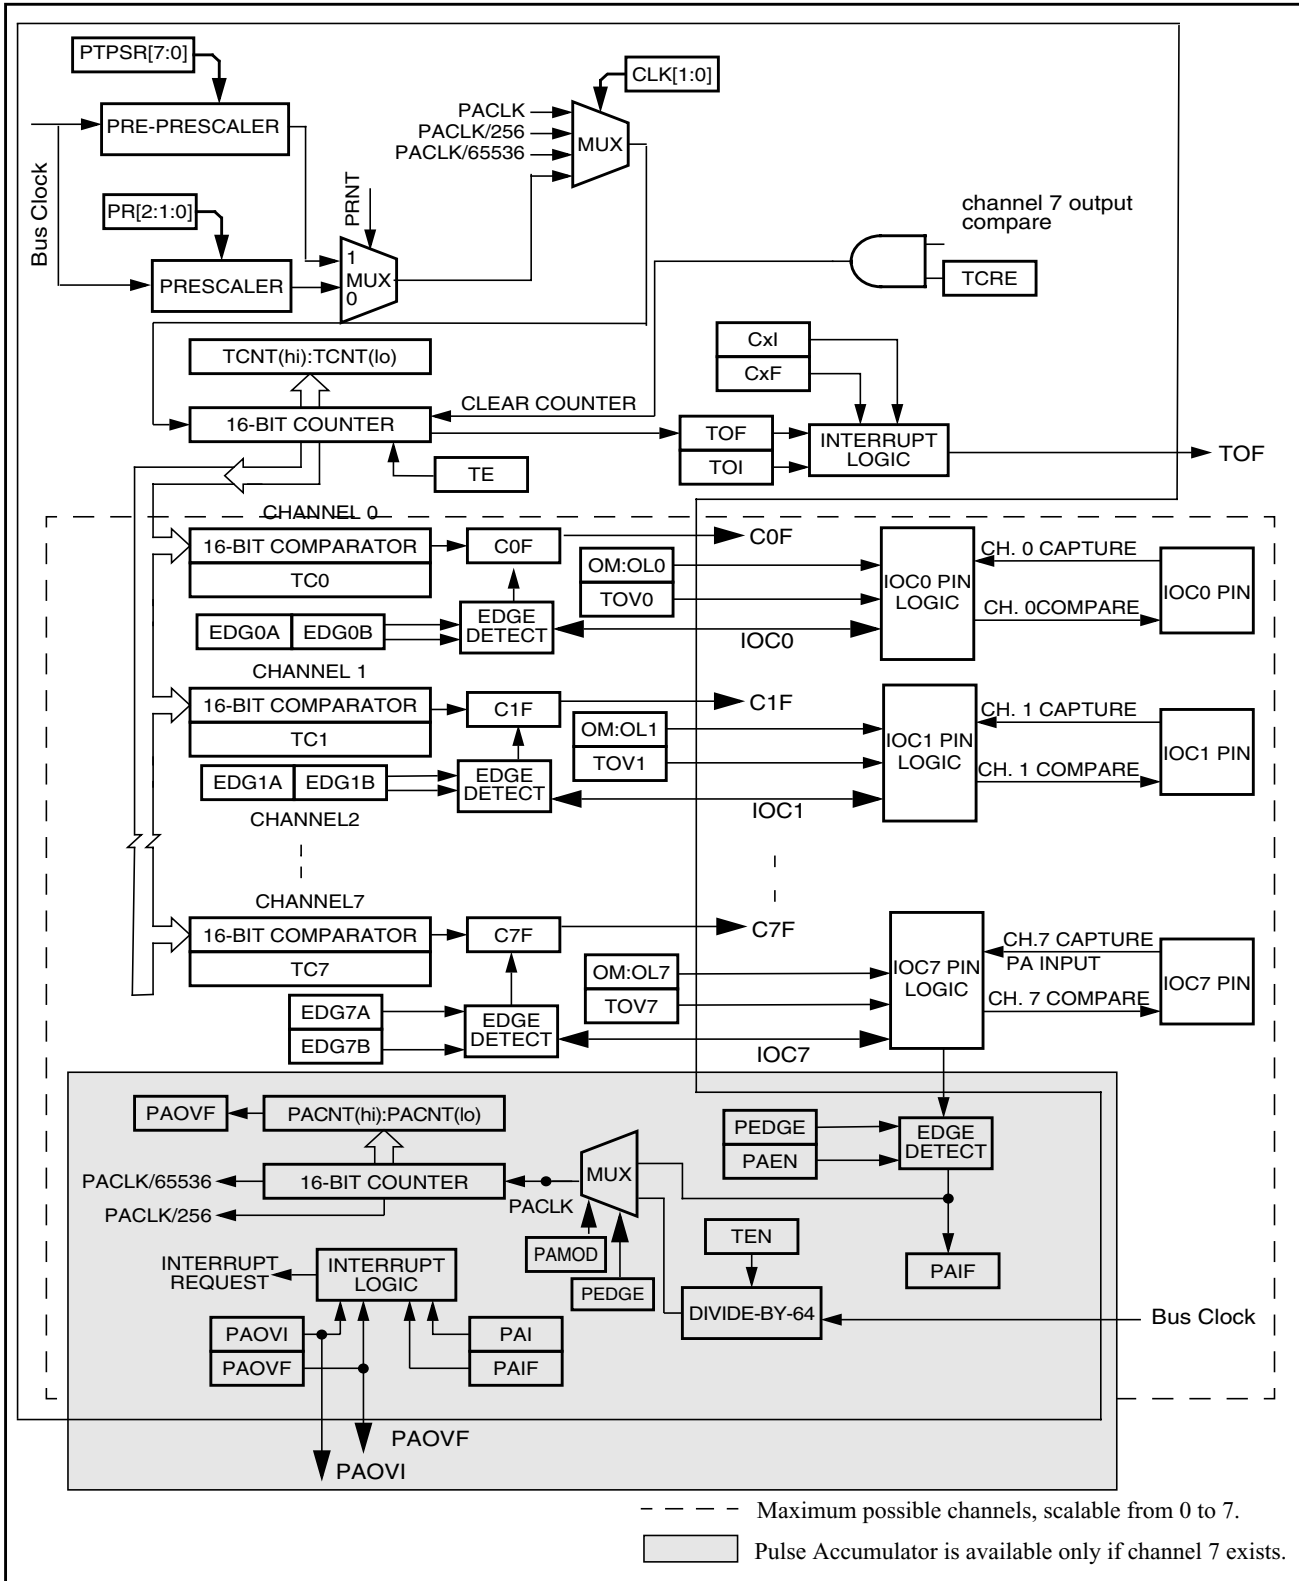 PTPSR[7:0]
CLK[1:0]
PRE-PRESCALER
PACLK
PACLK/256
PACLK/65536
MUX
Bus Clock
PR[2:1:0]
PRNT
channel 7 output
compare
PRESCALER
1
MUX
0
TCRE
TCNT(hi):TCNT(lo)
CxI
CxF
CLEAR COUNTER
16-BIT COUNTER
TOF
TOI
INTERRUPT
LOGIC
TOF
TE
CHANNEL 0
16-BIT COMPARATOR
TC0
C0F
C0F
OM:OL0
TOV0
EDG0A
EDG0B
EDGE
DETECT
IOC0
IOC0 PIN
LOGIC
CH. 0 CAPTURE
CH. 0COMPARE
IOC0 PIN
CHANNEL 1
16-BIT COMPARATOR
TC1
C1F
C1F
OM:OL1
TOV1
EDG1A
EDG1B
EDGE
DETECT
IOC1
IOC1 PIN
LOGIC
CH. 1 CAPTURE
CH. 1 COMPARE
IOC1 PIN
CHANNEL2
CHANNEL7
16-BIT COMPARATOR
TC7
C7F
C7F
OM:OL7
TOV7
EDG7A
EDG7B
EDGE
DETECT
IOC7
IOC7 PIN
LOGIC
CH.7 CAPTURE
PA INPUT
CH. 7 COMPARE
IOC7 PIN
PAOVF
PACNT(hi):PACNT(lo)
PEDGE
PAEN
EDGE
DETECT
PACLK/65536
PACLK/256
16-BIT COUNTER
PACLK
MUX
PAMOD
PEDGE
TEN
DIVIDE-BY-64
PAIF
Bus Clock
INTERRUPT
REQUEST
INTERRUPT
LOGIC
PAOVI
PAOVF
PAI
PAIF
PAOVF
PAOVI
Maximum possible channels, scalable from 0 to 7.
Pulse Accumulator is available only if channel 7 exists.